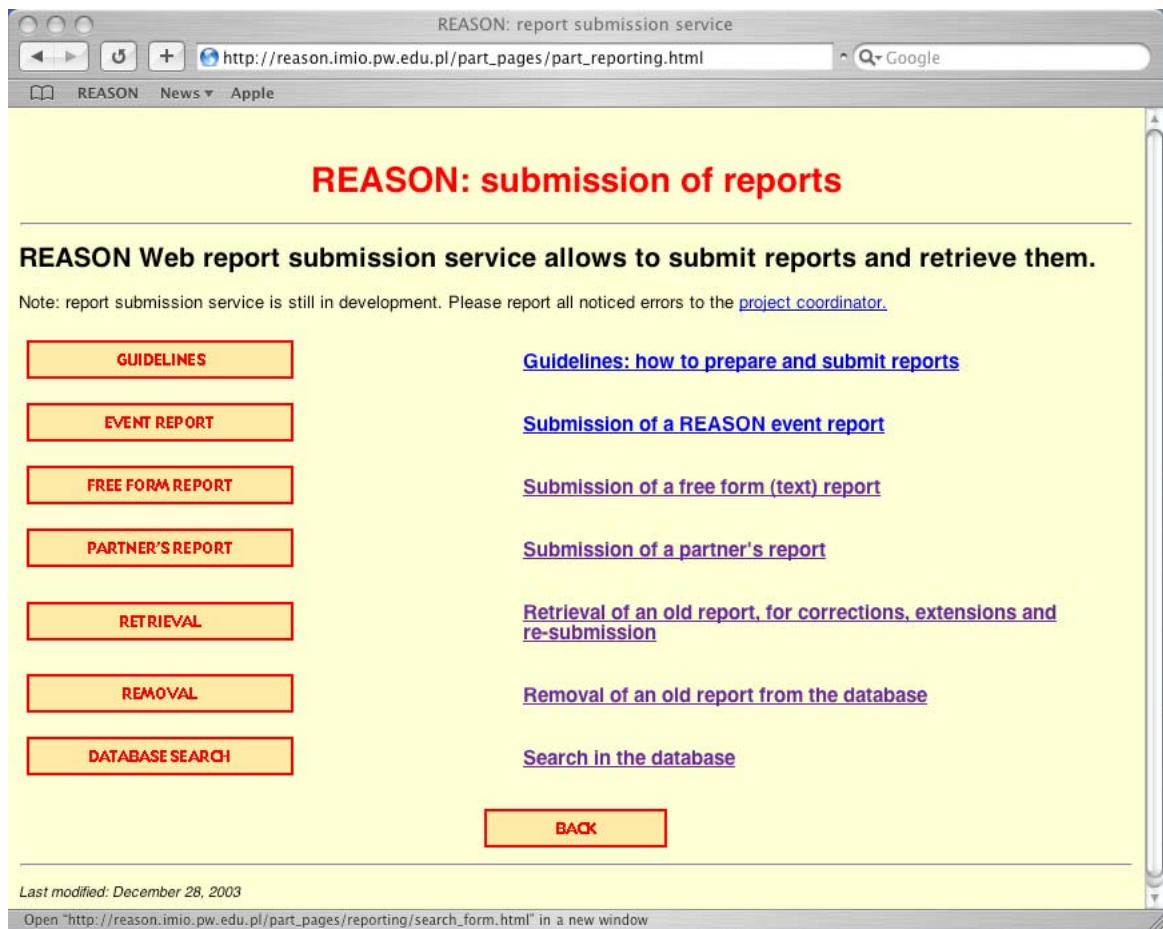 REASON: report submission service
http://reason.imio.pw.edu.pl/part_pages/part_reporting.html
Google
REASON News Apple
REASON: submission of reports
REASON Web report submission service allows to submit reports and retrieve them.
Note: report submission service is still in development. Please report all noticed errors to the project coordinator.
GUIDELINES
Guidelines: how to prepare and submit reports
EVENT REPORT
Submission of a REASON event report
FREE FORM REPORT
Submission of a free form (text) report
PARTNER'S REPORT
Submission of a partner's report
RETRIEVAL
Retrieval of an old report, for corrections, extensions and
re-submission
REMOVAL
Removal of an old report from the database
DATABASE SEARCH
Search in the database
BACK
Last modified: December 28, 2003
Open "http://reason.imio.pw.edu.pl/part_pages/reporting/search_form.html" in a new window